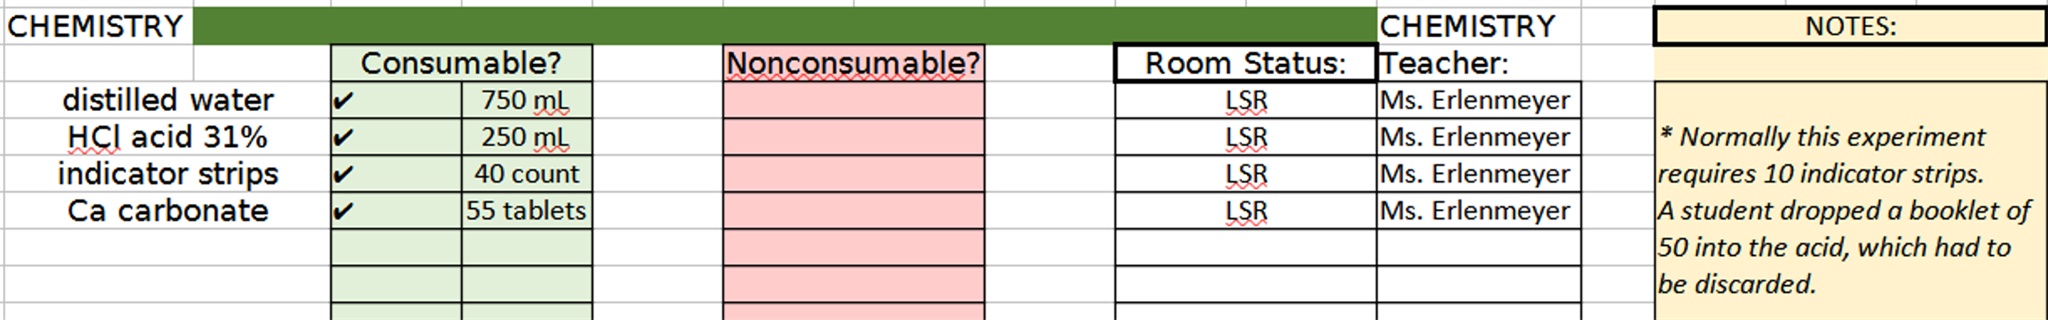 CHEMISTRY CHEMISTRY NOTES:
Consumable? Nonconsumable? Room Status: Teacher:
distilled water ✔ 750 mL LSR Ms. Erlenmeyer
HCl acid 31% ✔ 250 mL LSR Ms. Erlenmeyer
indicator strips ✔ 40 count LSR Ms. Erlenmeyer
Ca carbonate ✔ 55 tablets LSR Ms. Erlenmeyer
* Normally this experiment
requires 10 indicator strips.
A student dropped a booklet of
50 into the acid, which had to
be discarded.